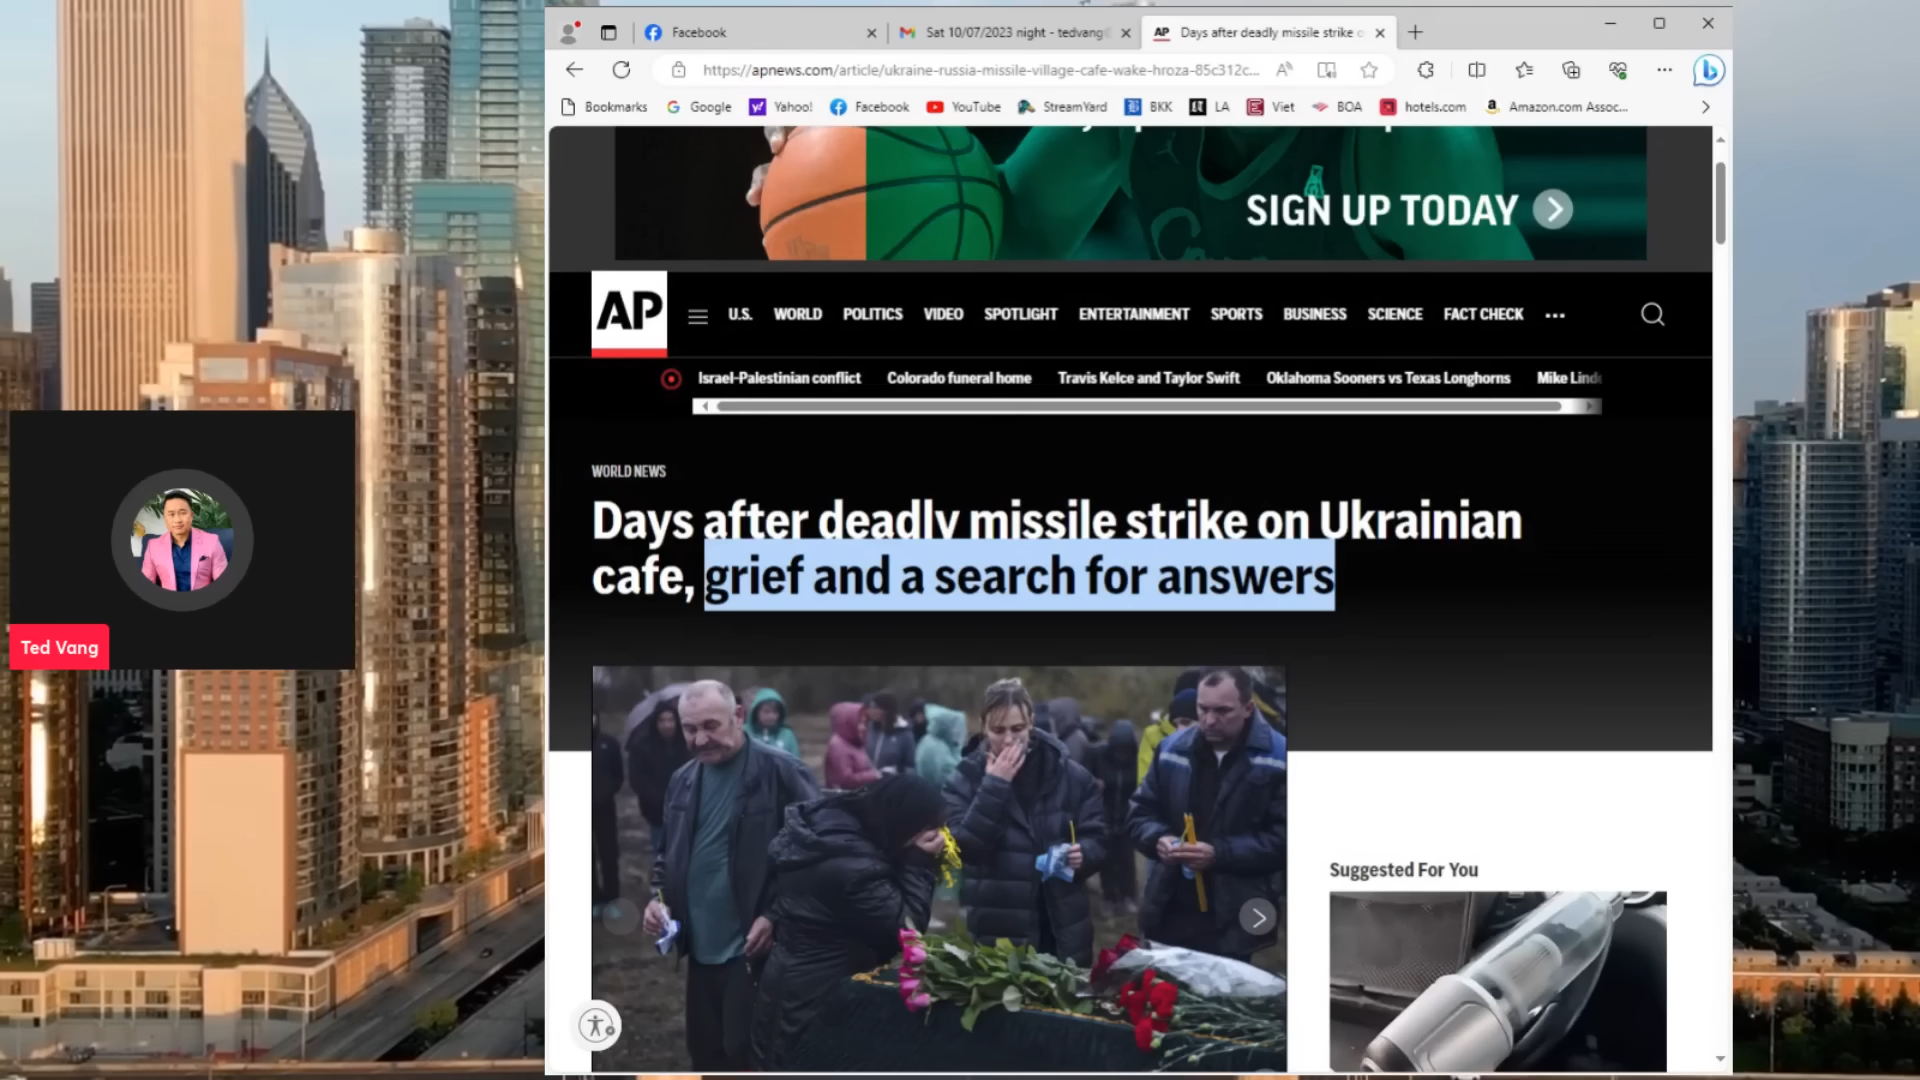 Facebook
Sat 10/07/2023 night - tedvang
AP Days after deadly missile strike o
https://apnews.com/article/ukraine-russia-missile-village-cafe-wake-hroza-85c312c...
Bookmarks Google Yahoo! Facebook YouTube StreamYard BKK LA Viet BOA hotels.com Amazon.com Assoc...
SIGN UP TODAY
AP
U.S. WORLD POLITICS VIDEO SPOTLIGHT ENTERTAINMENT SPORTS BUSINESS SCIENCE FACT CHECK
Israel-Palestinian conflict Colorado funeral home Travis Kelce and Taylor Swift Oklahoma Sooners vs Texas Longhorns Mike Lind
WORLD NEWS
Days after deadly missile strike on Ukrainian
cafe, grief and a search for answers
Ted Vang
Suggested For You